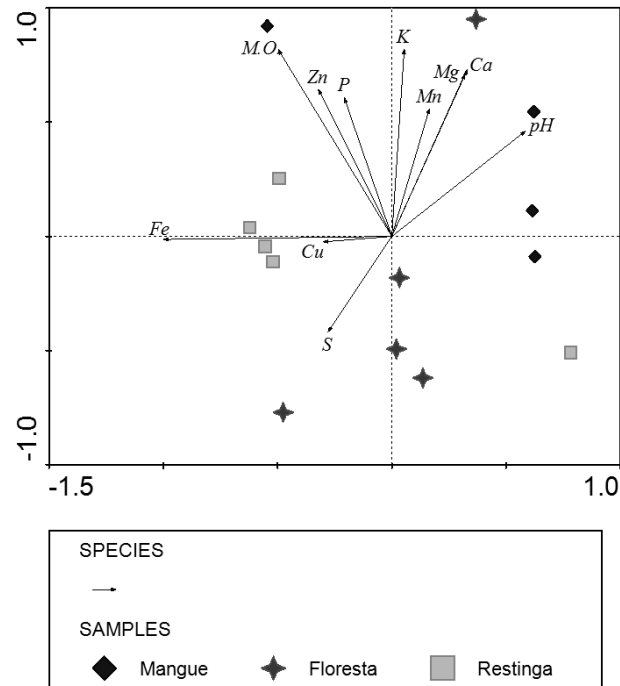 1.0
M.O
K
Zn
P
Mg
Ca
Mn
pH
Fe
Cu
S
-1.0
-1.5
1.0
SPECIES
SAMPLES
Mangue Floresta Restinga